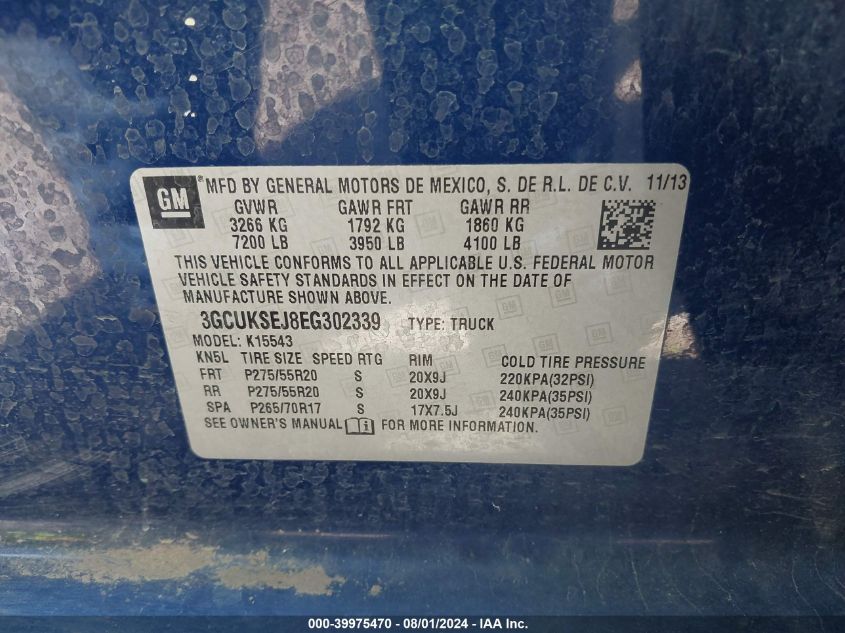 GM ® MFD BY GENERAL MOTORS DE MEXICO, S. DE R.L. DE C.V. 11/13
GVWR GAWR FRT GAWR RR
3266 KG 1792 KG 1860 KG
7200 LB 3950 LB 4100 LB
THIS VEHICLE CONFORMS TO ALL APPLICABLE U.S. FEDERAL MOTOR
VEHICLE SAFETY STANDARDS IN EFFECT ON THE DATE OF
MANUFACTURE SHOWN ABOVE.
3GCUKSEJ8EG302339 TYPE: TRUCK
MODEL: K15543
KN5L TIRE SIZE SPEED RTG RIM COLD TIRE PRESSURE
FRT P275/55R20 S 20X9J 220KPA(32PSI)
RR P275/55R20 S 20X9J 240KPA(35PSI)
SPA P265/70R17 S 17X7.5J 240KPA(35PSI)
SEE OWNER'S MANUAL FOR MORE INFORMATION.
000-39975470 - 08/01/2024 - IAA Inc.